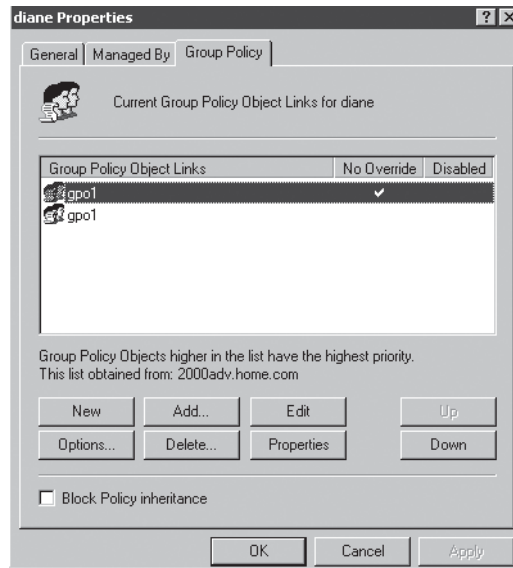 diane Properties
General Managed By Group Policy
Current Group Policy Object Links for diane
Group Policy Object Links No Override Disabled
gpo1
gpo1
Group Policy Objects higher in the list have the highest priority.
This list obtained from: 2000adv.home.com
New Add... Edit Up
Options... Delete... Properties Down
Block Policy inheritance
OK Cancel Apply